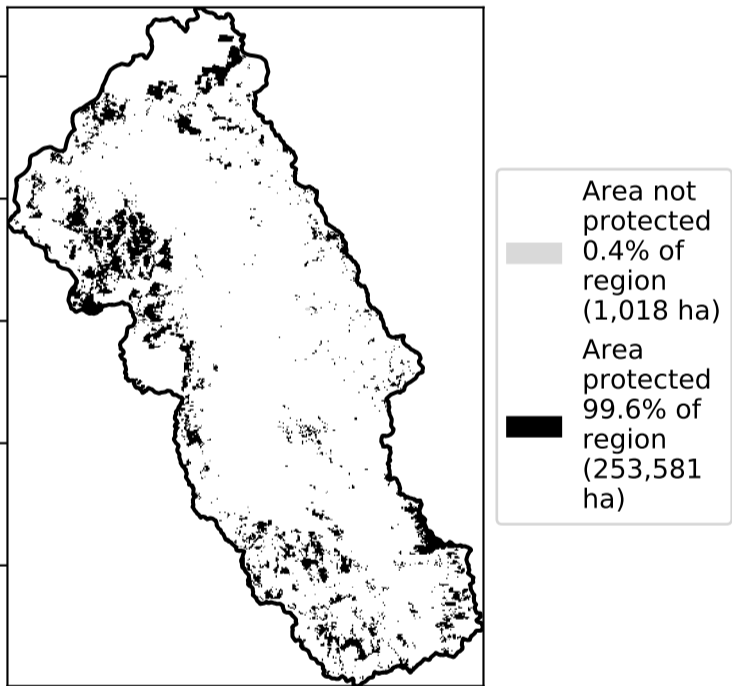 Area not
protected
0.4% of
region
(1,018 ha)
Area
protected
99.6% of
region
(253,581
ha)